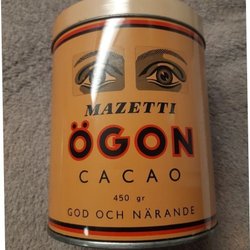 MAZETTI
ÖGON
CACAO
450 gr
GOD OCH NÄRANDE